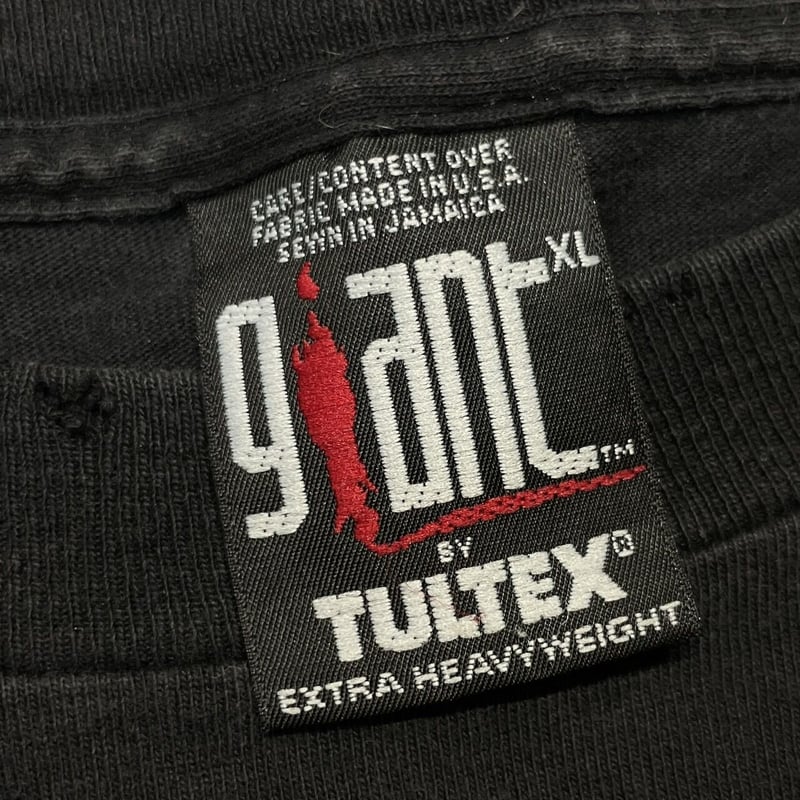 CARE/CONTENT OVER
FABRIC MADE IN U.S.A.
SEWN IN JAMAICA
giant XL
TM
BY
TULTEX®
EXTRA HEAVYWEIGHT